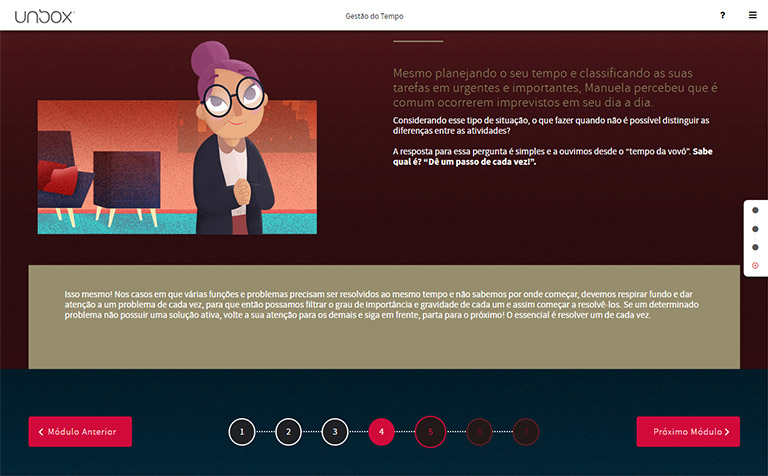 unbox
Gestão do Tempo
?
Mesmo planejando o seu tempo e classificando as suas
tarefas em urgentes e importantes, Manuela percebeu que é
comum ocorrerem imprevistos em seu dia a dia.
Considerando esse tipo de situação, o que fazer quando não é possível distinguir as
diferenças entre as atividades?
A resposta para essa pergunta é simples e a ouvimos desde o “tempo da vovó”. Sabe
qual é? “Dê um passo de cada vez!”.
Isso mesmo! Nos casos em que várias funções e problemas precisam ser resolvidos ao mesmo tempo e não sabemos por onde começar, devemos respirar fundo e dar
atenção a um problema de cada vez, para que então possamos filtrar o grau de importância e gravidade de cada um e assim começar a resolvê-los. Se um determinado
problema não possuir uma solução ativa, volte a sua atenção para os demais e siga em frente, parta para o próximo! O essencial é resolver um de cada vez.
Módulo Anterior
1 2 3 4 5 6 7
Próximo Módulo